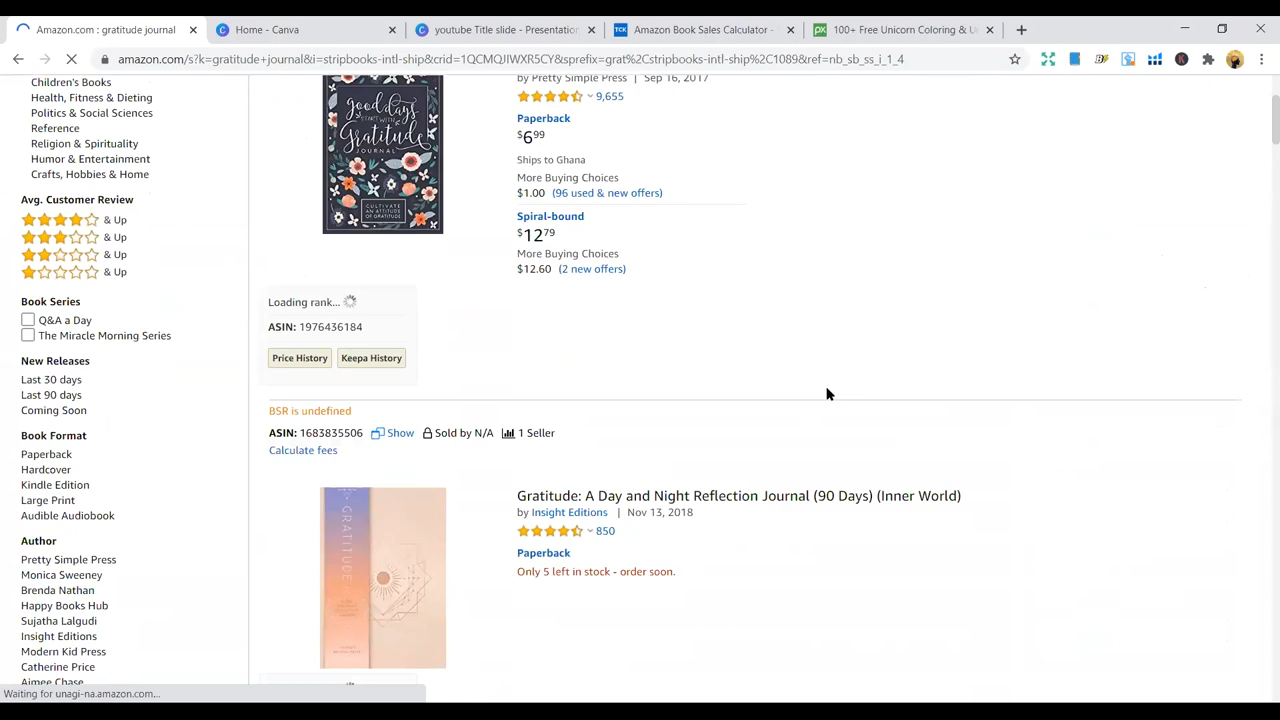 Amazon.com : gratitude journal
Home - Canva
youtube Title slide - Presentation
Amazon Book Sales Calculator -
100+ Free Unicorn Coloring & U
amazon.com/s?k=gratitude+journal&i=stripbooks-intl-ship&crid=1QCMQJIWXR5CY&sprefix=grat%2Cstripbooks-intl-ship%2C1089&ref=nb_sb_ss_i_1_4
Children's Books
Health, Fitness & Dieting
Politics & Social Sciences
Reference
Religion & Spirituality
Humor & Entertainment
Crafts, Hobbies & Home
Avg. Customer Review
& Up
& Up
& Up
& Up
Book Series
Q&A a Day
The Miracle Morning Series
New Releases
Last 30 days
Last 90 days
Coming Soon
Book Format
Paperback
Hardcover
Kindle Edition
Large Print
Audible Audiobook
Author
Pretty Simple Press
Monica Sweeney
Brenda Nathan
Happy Books Hub
Sujatha Lalgudi
Insight Editions
Modern Kid Press
Catherine Price
Aimee Chase
Waiting for unagi-na.amazon.com...
good days
START WITH
Gratitude
JOURNAL
CULTIVATE
AN ATTITUDE
OF GRATITUDE
by Pretty Simple Press | Sep 16, 2017
9,655
Paperback
$6.99
Ships to Ghana
More Buying Choices
$1.00 (96 used & new offers)
Spiral-bound
$12.79
More Buying Choices
$12.60 (2 new offers)
Loading rank...
ASIN: 1976436184
Price History
Keepa History
BSR is undefined
ASIN: 1683835506 Show Sold by N/A 1 Seller
Calculate fees
GRATITUDE
Gratitude: A Day and Night Reflection Journal (90 Days) (Inner World)
by Insight Editions | Nov 13, 2018
850
Paperback
Only 5 left in stock - order soon.